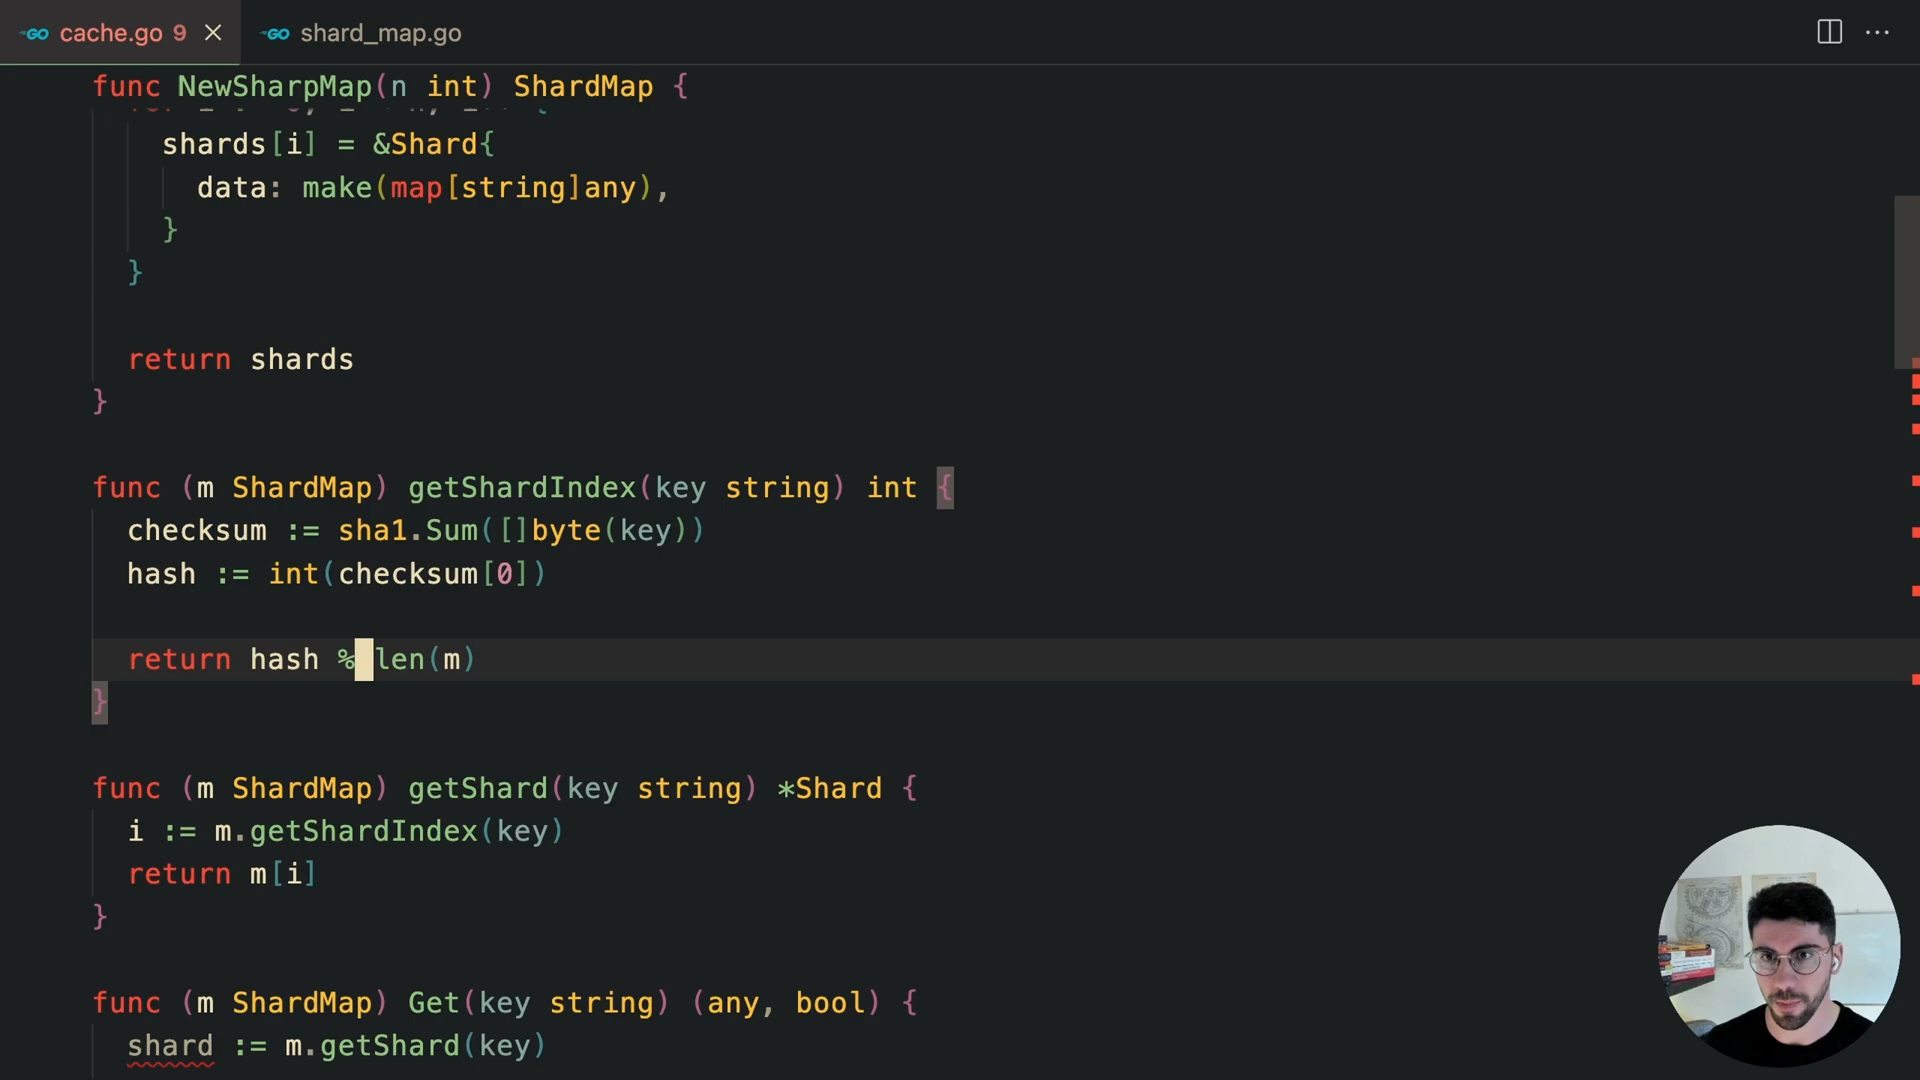 GO cache.go 9
GO shard_map.go
func NewSharpMap(n int) ShardMap {
shards[i] = &Shard{
data: make(map[string]any),
}
}
return shards
}
func (m ShardMap) getShardIndex(key string) int {
checksum := sha1.Sum([]byte(key))
hash := int(checksum[0])
return hash % len(m)
}
func (m ShardMap) getShard(key string) *Shard {
i := m.getShardIndex(key)
return m[i]
}
func (m ShardMap) Get(key string) (any, bool) {
shard := m.getShard(key)